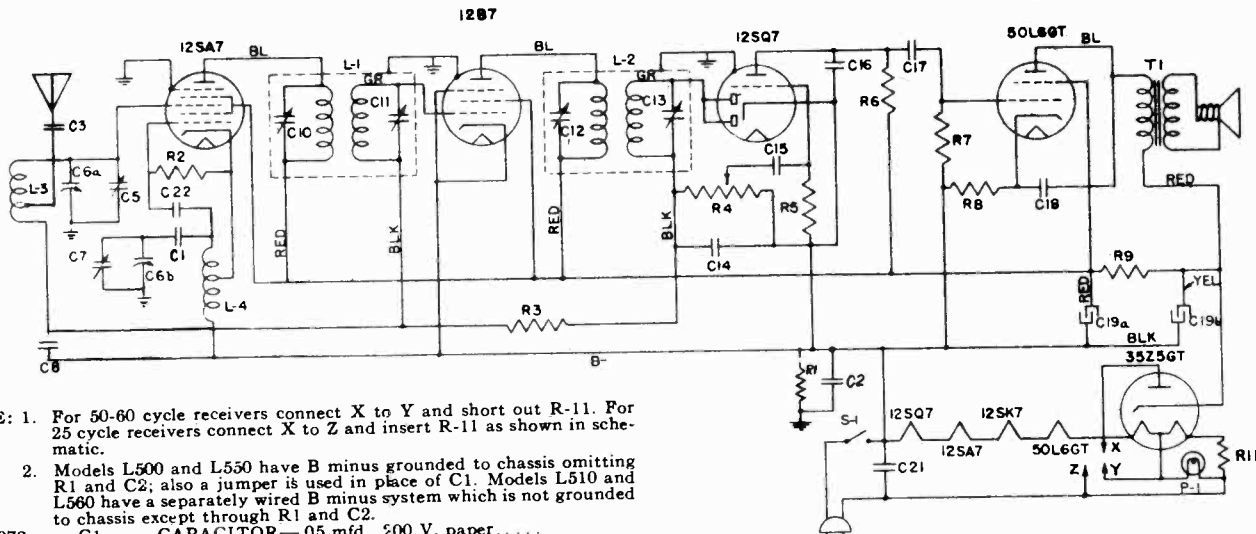 12B7
12SA7
BL
L-1
GR
BL
L-2
GR
12SQ7
50L6GT
BL
T1
C3
C10
C11
C12
C13
C16
C17
R6
R7
R2
C22
C6a
C5
L-3
C15
R4
R5
R8
C18
RED
C7
C1
C6b
L-4
RED
BLK
RED
BLK
C14
R9
RED
YEL
R3
C19a
C19b
BLK
C8
B-
35Z5GT
R1
C2
S-1
12SQ7
12SA7
12SK7
50L6GT
X
Z
Y
P-1
R11
C21
E: 1. For 50-60 cycle receivers connect X to Y and short out R-11. For
25 cycle receivers connect X to Z and insert R-11 as shown in sche-
matic.
2. Models L500 and L550 have B minus grounded to chassis omitting
R1 and C2; also a jumper is used in place of C1. Models L510 and
L560 have a separately wired B minus system which is not grounded
to chassis except through R1 and C2.
C1 CAPACITOR—.05 mfd., 200 V. paper.....